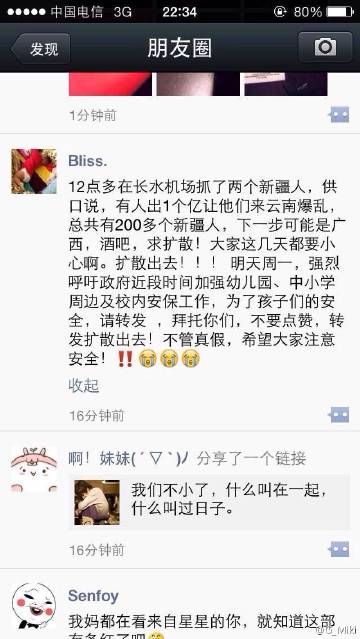 中国电信 3G 22:34 80%
发现 朋友圈
1分钟前
Bliss.
12点多在长水机场抓了两个新疆人，供
口说，有人出1个亿让他们来云南爆乱，
总共有200多个新疆人，下一步可能是广
西，酒吧，求扩散！大家这几天都要小
心啊。扩散出去！！！ 明天周一，强烈
呼吁政府近段时间加强幼儿园、中小学
周边及校内安保工作，为了孩子们的安
全，请转发 ，拜托你们，不要点赞，转
发扩散出去！不管真假，希望大家注意
安全！‼️😭😭😭
收起
16分钟前
啊！妹妹(´▽`)ﾉ 分享了一个链接
我们不小了，什么叫在一起，
什么叫过日子。
16分钟前
Senfoy
我妈都在看来自星星的你，就知道这部